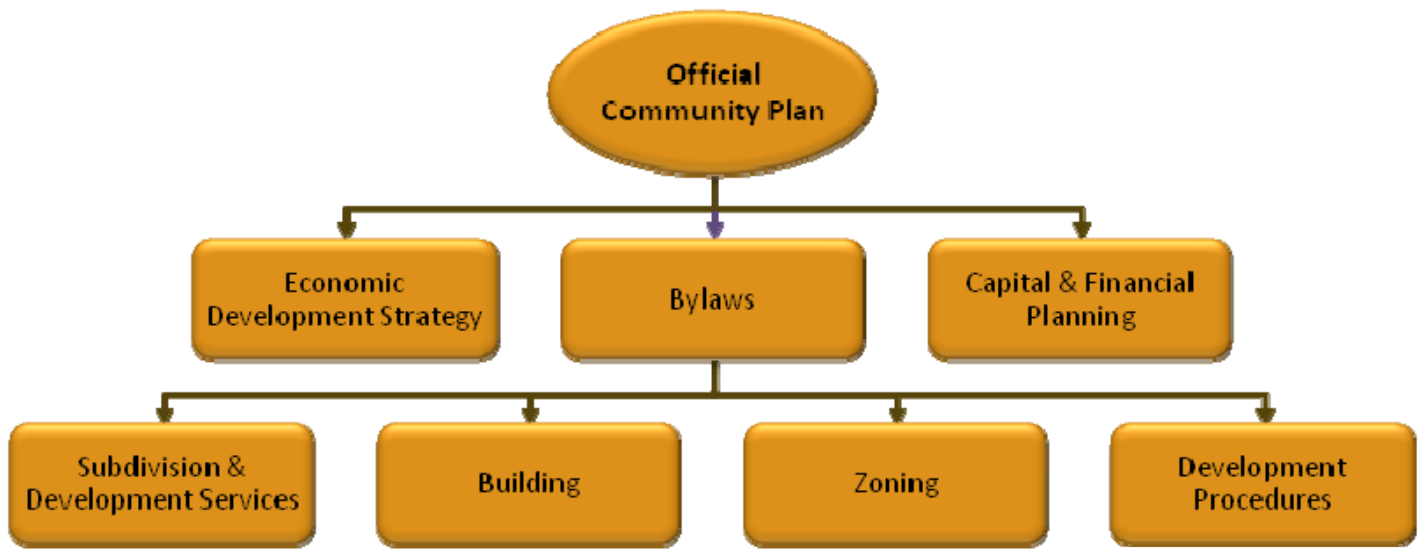 Official
Community Plan
Economic
Development Strategy
Bylaws
Capital & Financial
Planning
Subdivision &
Development Services
Building
Zoning
Development
Procedures